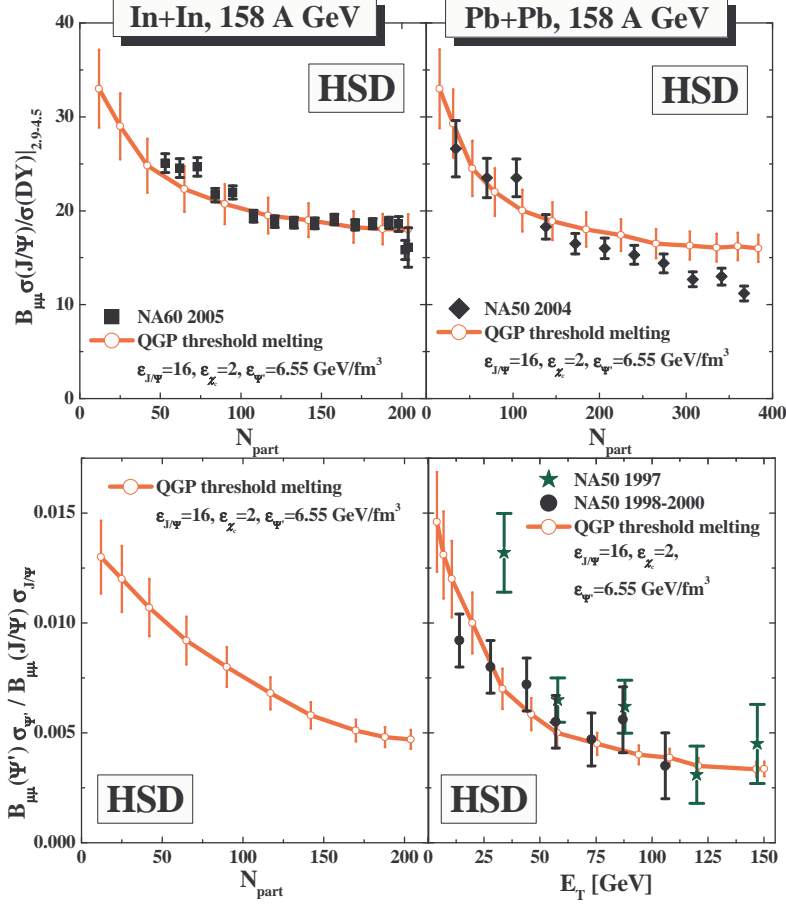 In+In, 158 A GeV
Pb+Pb, 158 A GeV
HSD
HSD
B_μμ σ(J/Ψ)/σ(DY)|_2.9-4.5
40
30
20
10
0
NA60 2005
QGP threshold melting
ε_J/Ψ=16, ε_χc=2, ε_Ψ'=6.55 GeV/fm³
NA50 2004
QGP threshold melting
ε_J/Ψ=16, ε_χc=2, ε_Ψ'=6.55 GeV/fm³
0 50 100 150 200
0 100 200 300 400
N_part
N_part
B_μμ(Ψ') σ_Ψ' / B_μμ(J/Ψ) σ_J/Ψ
0.015
0.010
0.005
0.000
QGP threshold melting
ε_J/Ψ=16, ε_χc=2, ε_Ψ'=6.55 GeV/fm³
NA50 1997
NA50 1998-2000
QGP threshold melting
ε_J/Ψ=16, ε_χc=2,
ε_Ψ'=6.55 GeV/fm³
HSD
HSD
0 50 100 150 200
0 25 50 75 100 125 150
N_part
E_T [GeV]